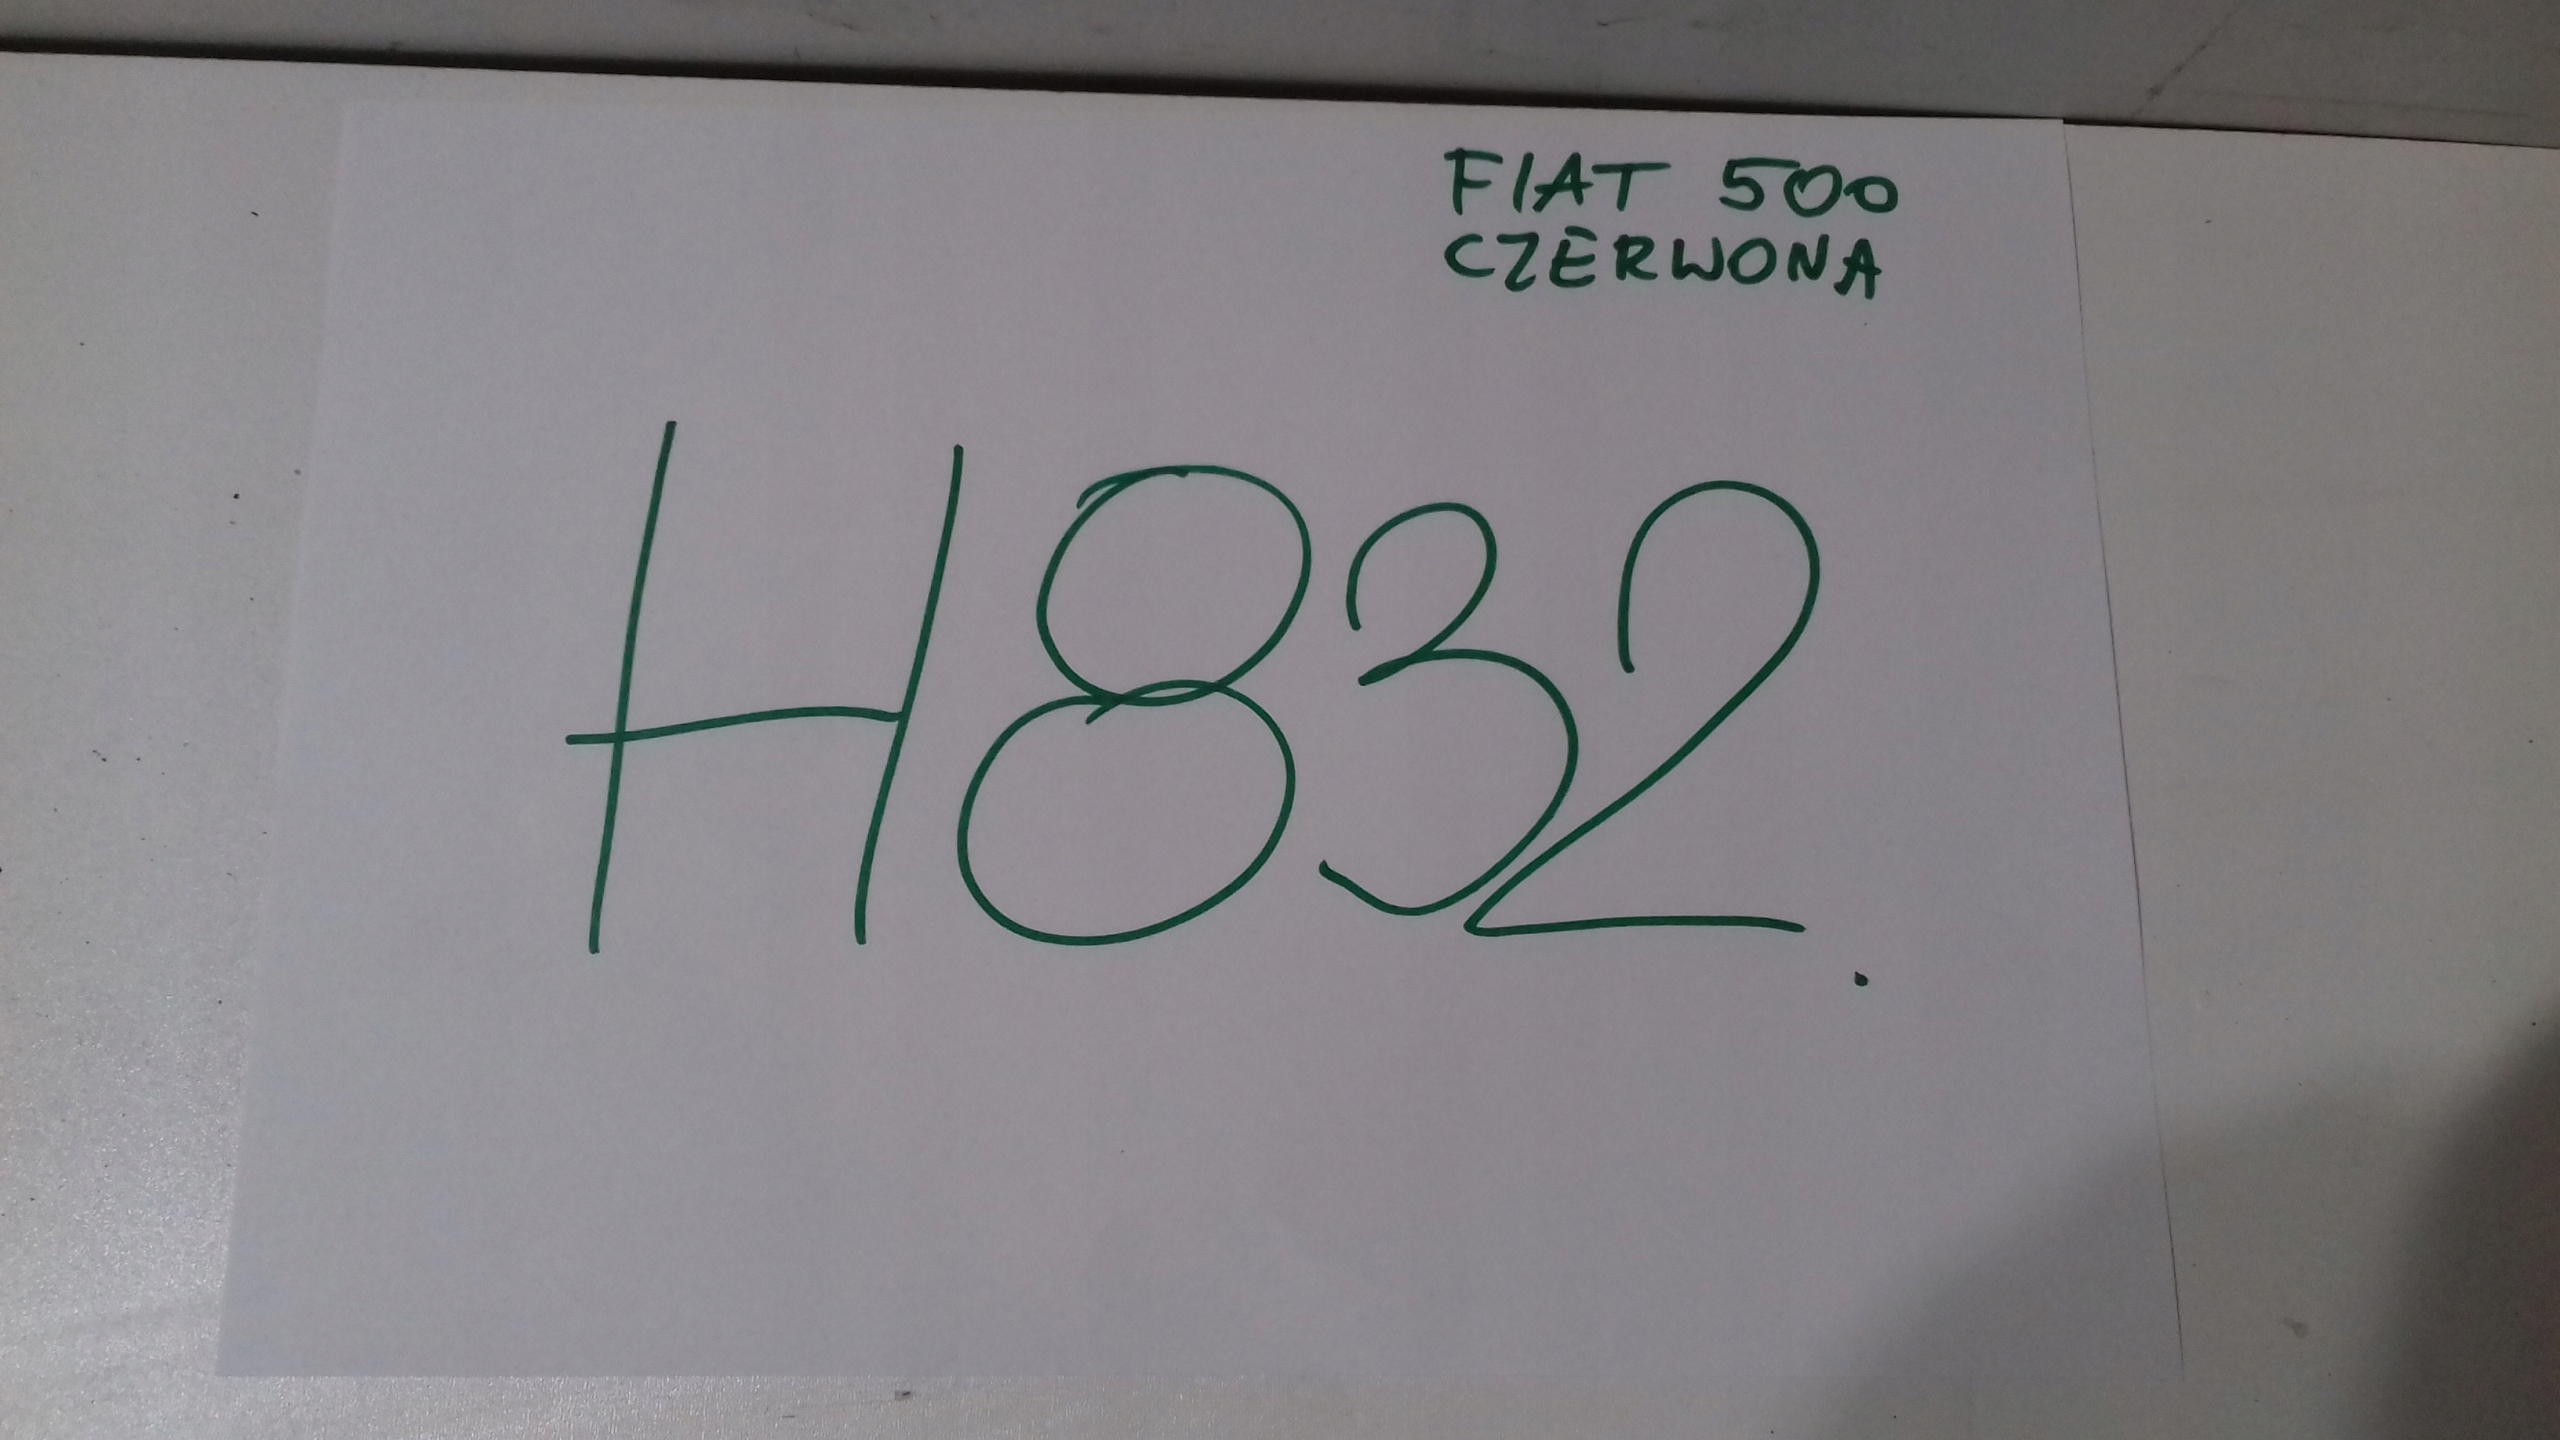 FIAT 500
CZERWONA
H832.